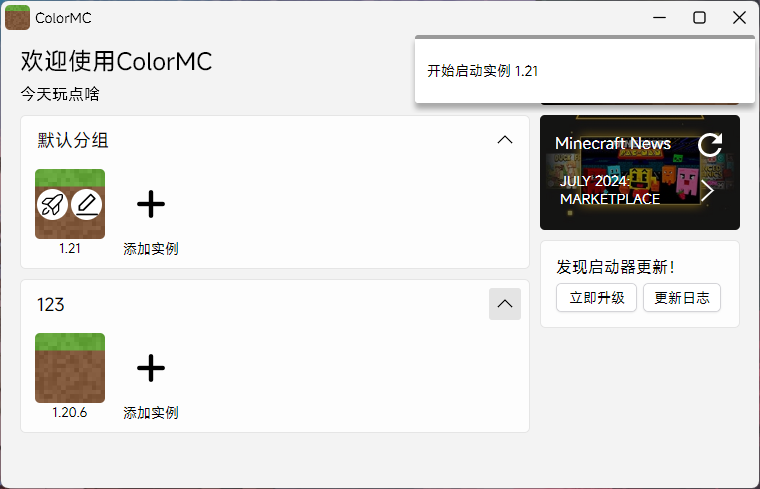 ColorMC
欢迎使用ColorMC
今天玩点啥
开始启动实例 1.21
默认分组
1.21
添加实例
123
1.20.6
添加实例
Minecraft News
JULY 2024:
MARKETPLACE
发现启动器更新！
立即升级
更新日志